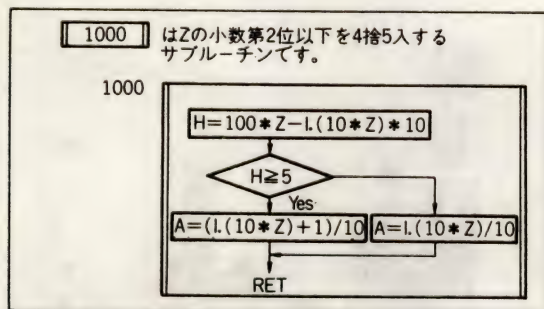 1000 はZの小数第2位以下を4捨5入する
サブルーチンです。
1000
H=100*Z-I.(10*Z)*10
H≧5
Yes
A=(I.(10*Z)+1)/10 A=I.(10*Z)/10
RET